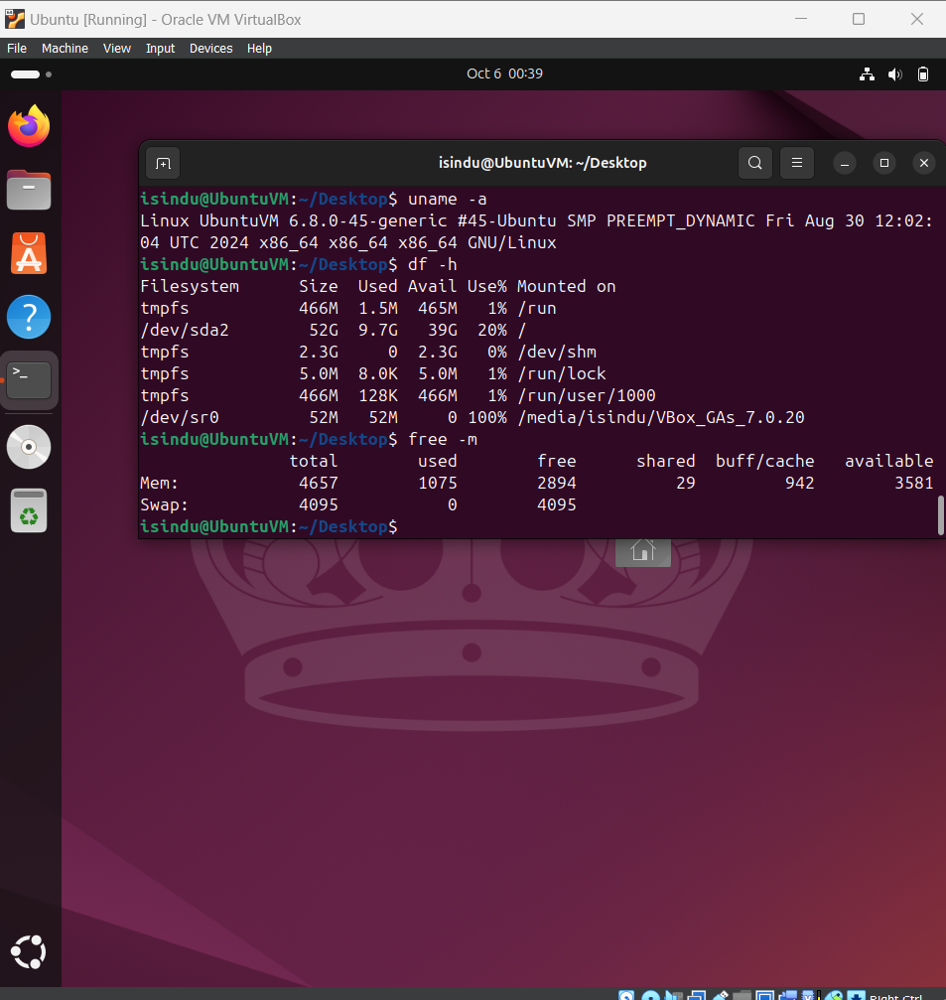 Ubuntu [Running] - Oracle VM VirtualBox
File Machine View Input Devices Help
Oct 6 00:39
isindu@UbuntuVM: ~/Desktop
isindu@UbuntuVM:~/Desktop$ uname -a
Linux UbuntuVM 6.8.0-45-generic #45-Ubuntu SMP PREEMPT_DYNAMIC Fri Aug 30 12:02:
04 UTC 2024 x86_64 x86_64 x86_64 GNU/Linux
isindu@UbuntuVM:~/Desktop$ df -h
Filesystem Size Used Avail Use% Mounted on
tmpfs 466M 1.5M 465M 1% /run
/dev/sda2 52G 9.7G 39G 20% /
tmpfs 2.3G 0 2.3G 0% /dev/shm
tmpfs 5.0M 8.0K 5.0M 1% /run/lock
tmpfs 466M 128K 466M 1% /run/user/1000
/dev/sr0 52M 52M 0 100% /media/isindu/VBox_GAs_7.0.20
isindu@UbuntuVM:~/Desktop$ free -m
total used free shared buff/cache available
Mem: 4657 1075 2894 29 942 3581
Swap: 4095 0 4095
isindu@UbuntuVM:~/Desktop$
Right Ctrl